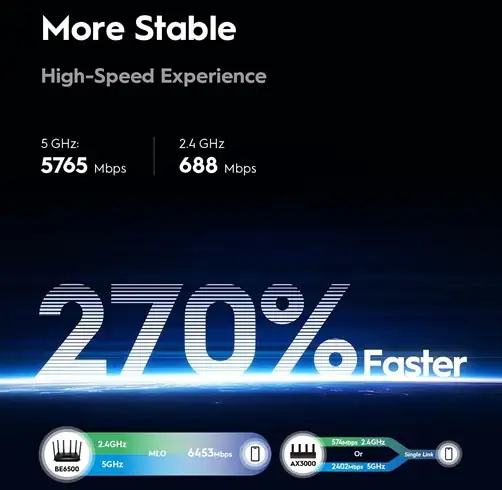 More Stable
High-Speed Experience
5 GHz: 2.4 GHz
5765 Mbps 688 Mbps
270% Faster
2.4GHz
5GHz
BE6500
MLO 6453Mbps
574Mbps 2.4GHz
Or
2402Mbps 5GHz
AX3000
Single Link